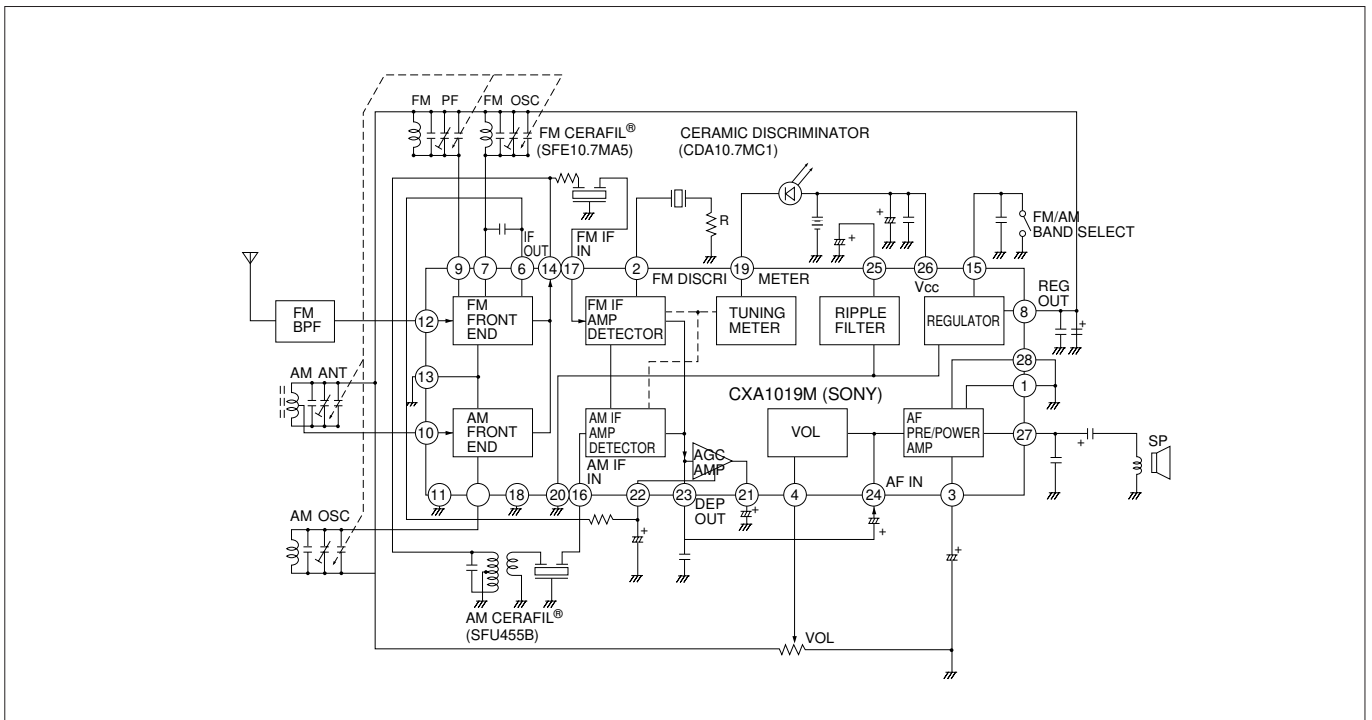 FM PF FM OSC
FM CERAFIL®
(SFE10.7MA5)
CERAMIC DISCRIMINATOR
(CDA10.7MC1)
R
FM/AM
BAND SELECT
IF
OUT
FM IF
IN
9 7 6 14 17 2 FM DISCRI 19 METER 25 26 15
Vcc
REG
OUT
8
FM
BPF
12
FM
FRONT
END
FM IF
AMP
DETECTOR
TUNING
METER
RIPPLE
FILTER
REGULATOR
28
13
1
AM ANT
CXA1019M (SONY)
10
AM
FRONT
END
AM IF
AMP
DETECTOR
VOL
AF
PRE/POWER
AMP
27
SP
AM IF
IN
AGC
AMP
11 18 20 16 22 23 21 4 24 AF IN 3
DEP
OUT
AM OSC
AM CERAFIL®
(SFU455B)
VOL